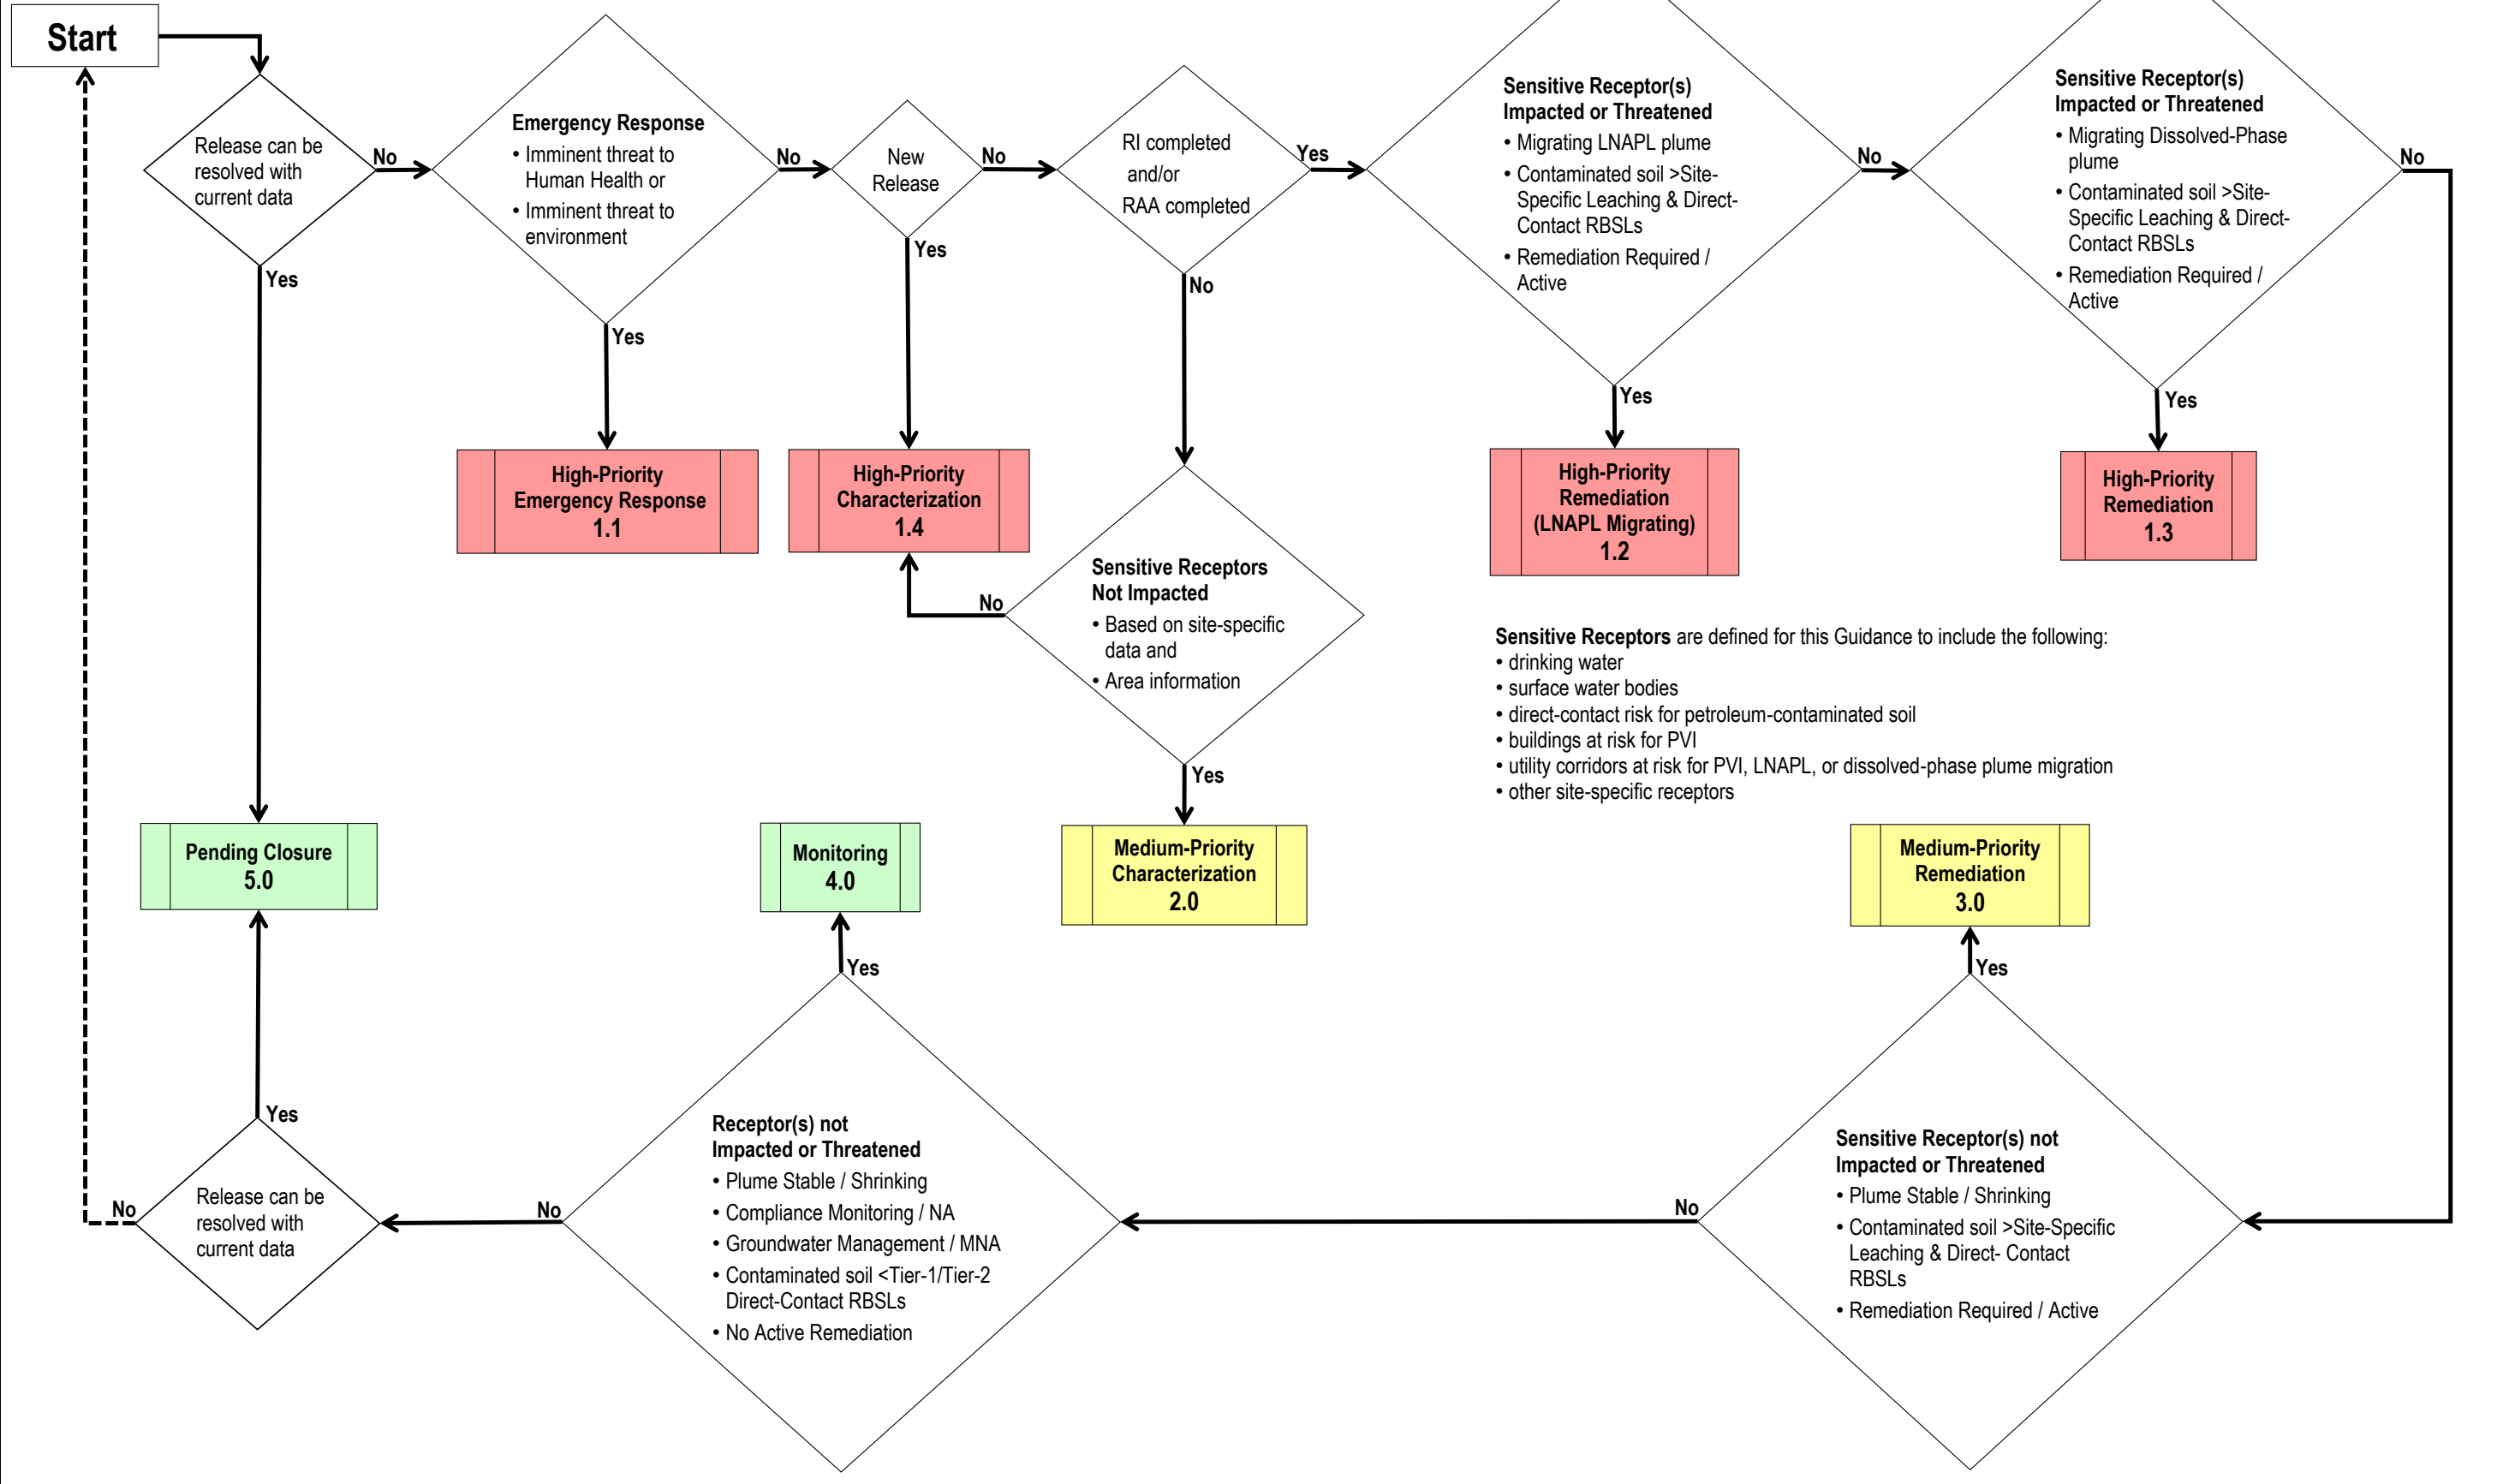 Start
Release can be
resolved with
current data
No
Yes
Emergency Response
• Imminent threat to
Human Health or
• Imminent threat to
environment
No
Yes
New
Release
No
Yes
RI completed
and/or
RAA completed
Yes
No
Sensitive Receptor(s)
Impacted or Threatened
• Migrating LNAPL plume
• Contaminated soil >Site-
Specific Leaching & Direct-
Contact RBSLs
• Remediation Required /
Active
No
Yes
Sensitive Receptor(s)
Impacted or Threatened
• Migrating Dissolved-Phase
plume
• Contaminated soil >Site-
Specific Leaching & Direct-
Contact RBSLs
• Remediation Required /
Active
No
Yes
High-Priority
Emergency Response
1.1
High-Priority
Characterization
1.4
High-Priority
Remediation
(LNAPL Migrating)
1.2
High-Priority
Remediation
1.3
Sensitive Receptors
Not Impacted
• Based on site-specific
data and
• Area information
No
Yes
Sensitive Receptors are defined for this Guidance to include the following:
• drinking water
• surface water bodies
• direct-contact risk for petroleum-contaminated soil
• buildings at risk for PVI
• utility corridors at risk for PVI, LNAPL, or dissolved-phase plume migration
• other site-specific receptors
Pending Closure
5.0
Monitoring
4.0
Medium-Priority
Characterization
2.0
Medium-Priority
Remediation
3.0
Yes
Release can be
resolved with
current data
No
Yes
Receptor(s) not
Impacted or Threatened
• Plume Stable / Shrinking
• Compliance Monitoring / NA
• Groundwater Management / MNA
• Contaminated soil <Tier-1/Tier-2
Direct-Contact RBSLs
• No Active Remediation
No
Yes
Sensitive Receptor(s) not
Impacted or Threatened
• Plume Stable / Shrinking
• Contaminated soil >Site-Specific
Leaching & Direct- Contact
RBSLs
• Remediation Required / Active
No